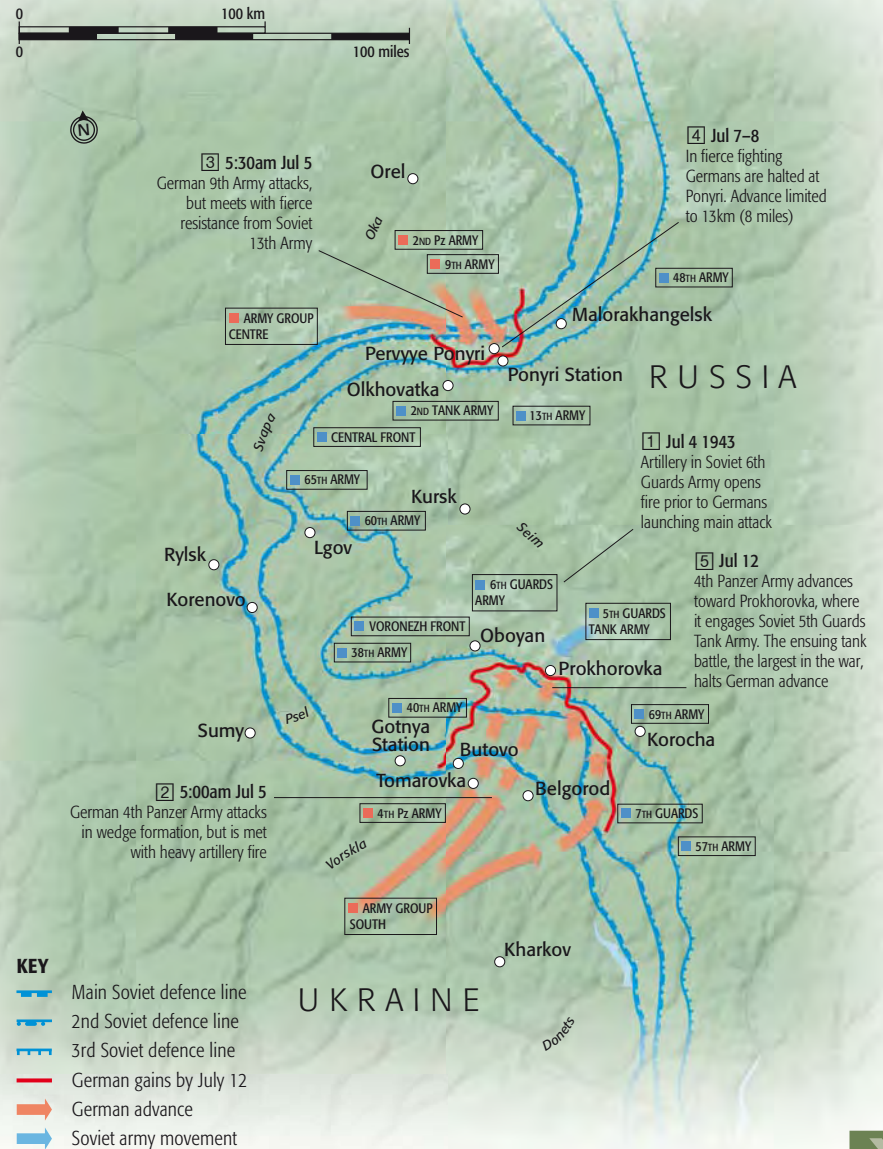 0 100 km
0 100 miles
N
3 5:30am Jul 5
German 9th Army attacks,
but meets with fierce
resistance from Soviet
13th Army
4 Jul 7–8
In fierce fighting
Germans are halted at
Ponyri. Advance limited
to 13km (8 miles)
Orel
Oka
2ND PZ ARMY
9TH ARMY
48TH ARMY
ARMY GROUP
CENTRE
Malorakhangelsk
Pervyye Ponyri
Ponyri Station
RUSSIA
Olkhovatka
2ND TANK ARMY
13TH ARMY
Svapa
CENTRAL FRONT
1 Jul 4 1943
Artillery in Soviet 6th
Guards Army opens
fire prior to Germans
launching main attack
65TH ARMY
Kursk
60TH ARMY
Seim
Lgov
Rylsk
5 Jul 12
4th Panzer Army advances
toward Prokhorovka, where
it engages Soviet 5th Guards
Tank Army. The ensuing tank
battle, the largest in the war,
halts German advance
6TH GUARDS
ARMY
Korenovo
5TH GUARDS
TANK ARMY
VORONEZH FRONT
Oboyan
38TH ARMY
Prokhorovka
40TH ARMY
69TH ARMY
Psel
Sumy
Gotnya
Station
Korocha
Butovo
Tomarovka
Belgorod
2 5:00am Jul 5
German 4th Panzer Army attacks
in wedge formation, but is met
with heavy artillery fire
4TH PZ ARMY
7TH GUARDS
57TH ARMY
Vorskla
ARMY GROUP
SOUTH
Kharkov
UKRAINE
Donets
KEY
Main Soviet defence line
2nd Soviet defence line
3rd Soviet defence line
German gains by July 12
German advance
Soviet army movement